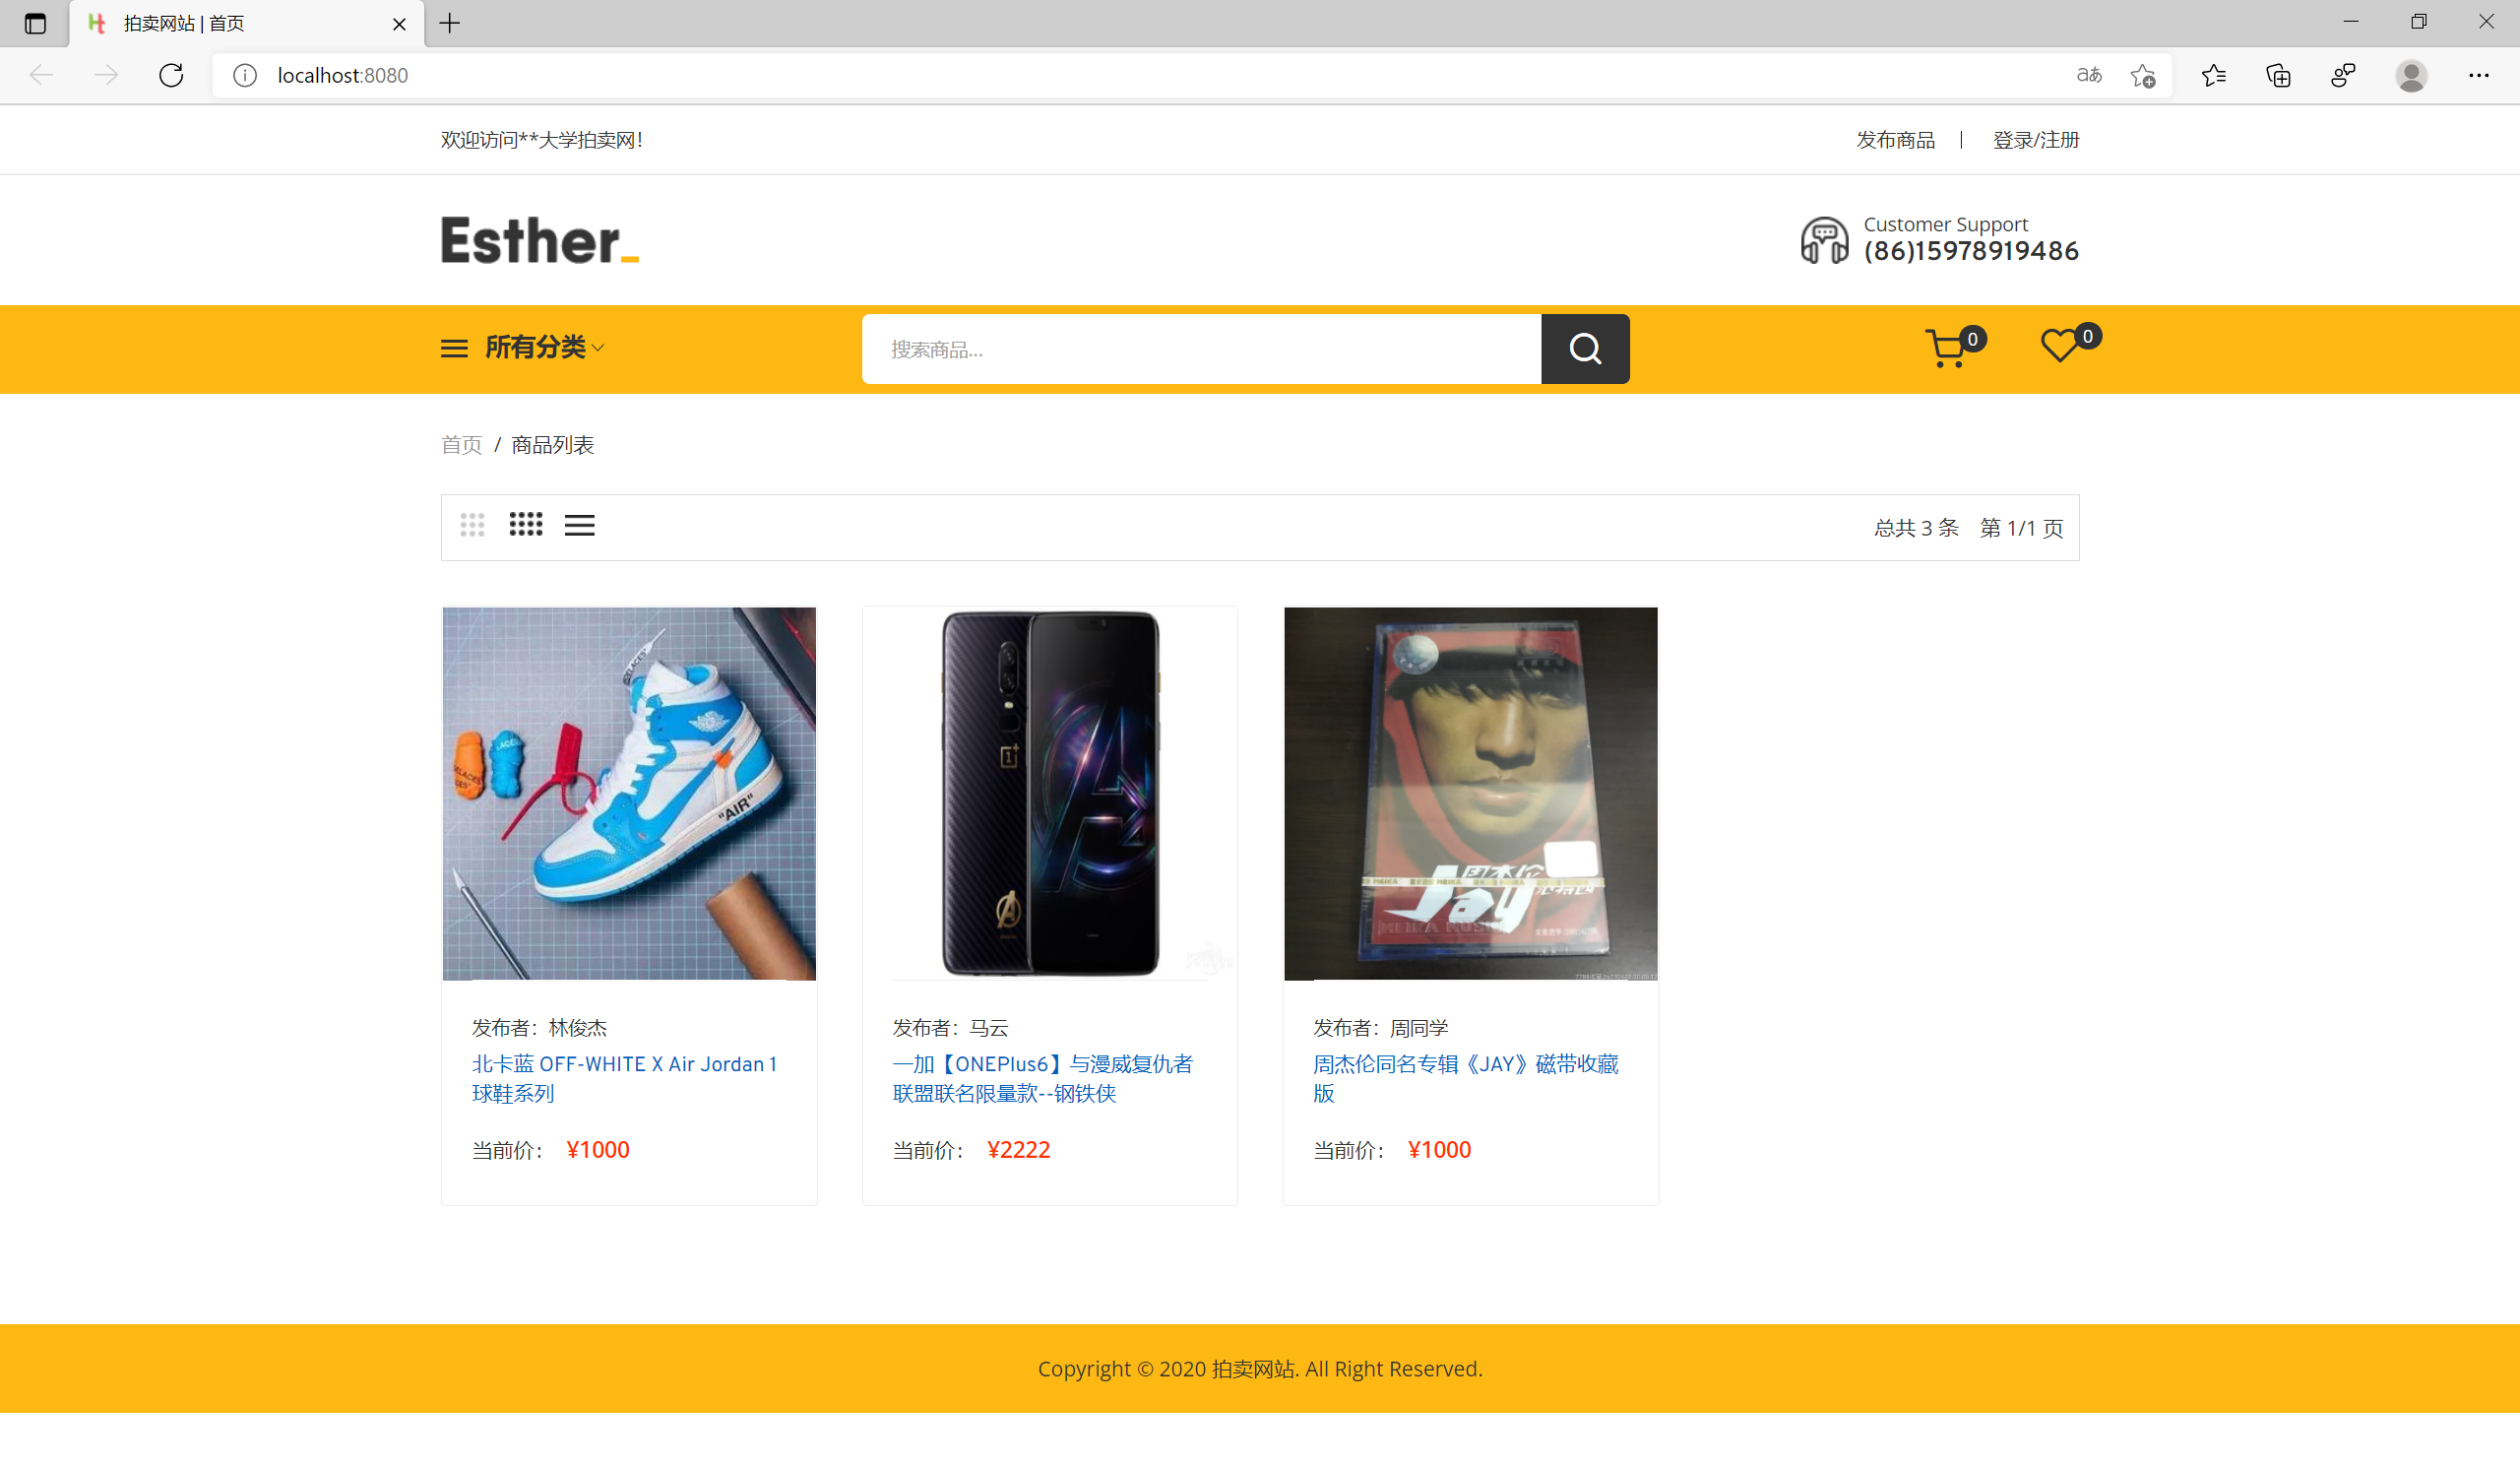 拍卖网站 | 首页
localhost:8080
欢迎访问**大学拍卖网!
发布商品 | 登录/注册
Esther_
Customer Support
(86)15978919486
所有分类
搜索商品...
0
0
首页 / 商品列表
总共 3 条 第 1/1 页
"AIR"
周杰伦
Jay
发布者：林俊杰
北卡蓝 OFF-WHITE X Air Jordan 1
球鞋系列
当前价： ¥1000
发布者：马云
一加【ONEPlus6】与漫威复仇者
联盟联名限量款--钢铁侠
当前价： ¥2222
发布者：周同学
周杰伦同名专辑《JAY》磁带收藏
版
当前价： ¥1000
Copyright © 2020 拍卖网站. All Right Reserved.